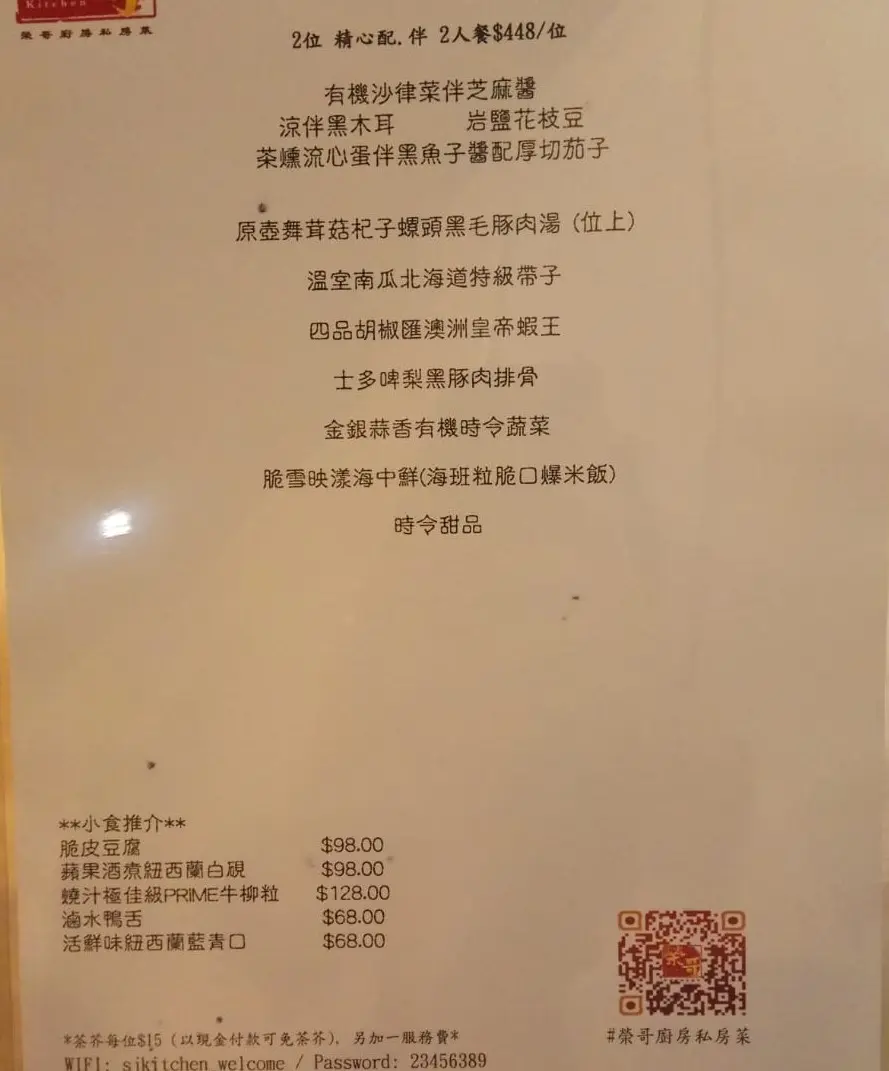 Kitchen
榮哥廚房私房菜
2位 精心配.伴 2人餐$448/位
有機沙律菜伴芝麻醬
涼伴黑木耳 岩鹽花枝豆
茶燻流心蛋伴黑魚子醬配厚切茄子
原壺舞茸菇杞子螺頭黑毛豚肉湯 (位上)
溫室南瓜北海道特級帶子
四品胡椒匯澳洲皇帝蝦王
士多啤梨黑豚肉排骨
金銀蒜香有機時令蔬菜
脆雪映漾海中鮮(海班粒脆口爆米飯)
時令甜品
**小食推介**
脆皮豆腐 $98.00
蘋果酒煮紐西蘭白蜆 $98.00
燒汁極佳級PRIME牛柳粒 $128.00
滷水鴨舌 $68.00
活鮮味紐西蘭藍青口 $68.00
榮哥
#榮哥廚房私房菜
*茶芥每位$15 (以現金付款可免茶芥), 另加一服務費*
WIFI: sjkitchen welcome / Password: 23456389